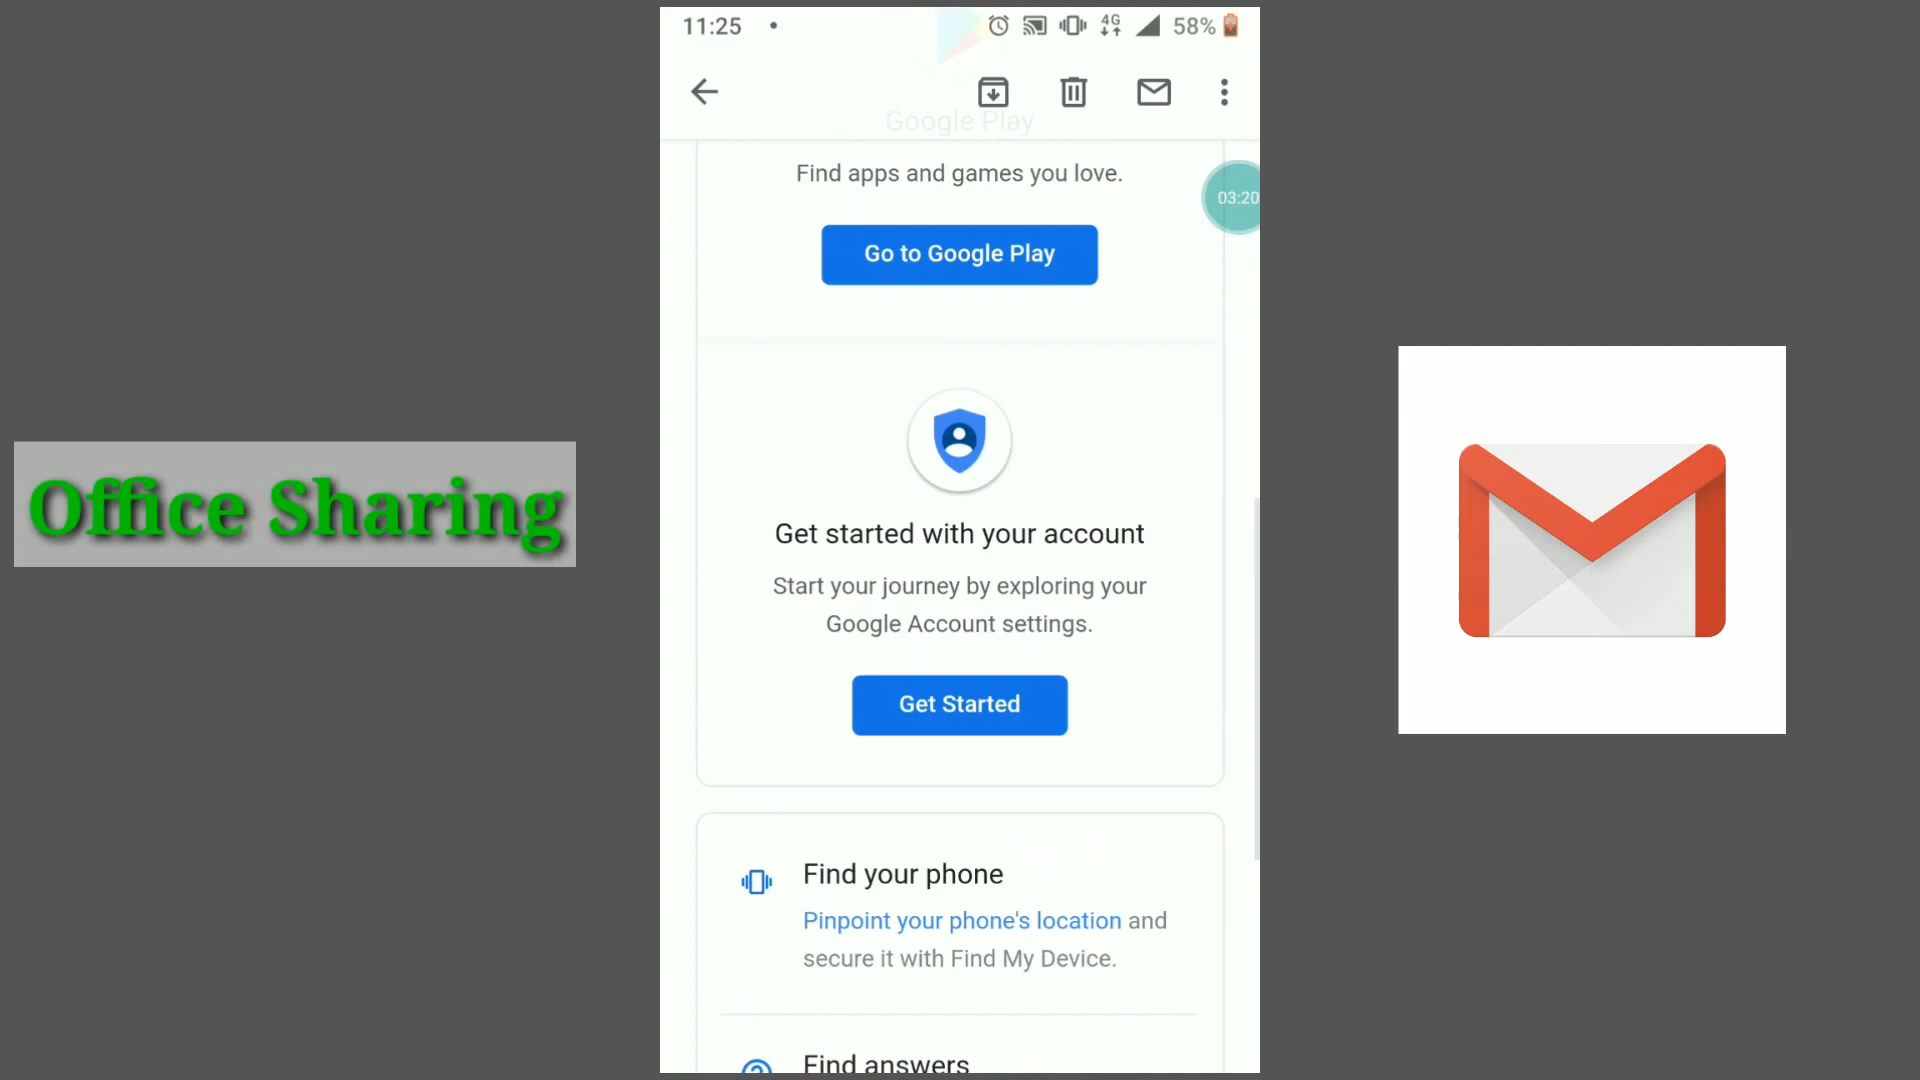 11:25
4G
58%
Google Play
Find apps and games you love.
03:20
Go to Google Play
Office Sharing
Get started with your account
Start your journey by exploring your
Google Account settings.
Get Started
Find your phone
Pinpoint your phone's location and
secure it with Find My Device.
Find answers